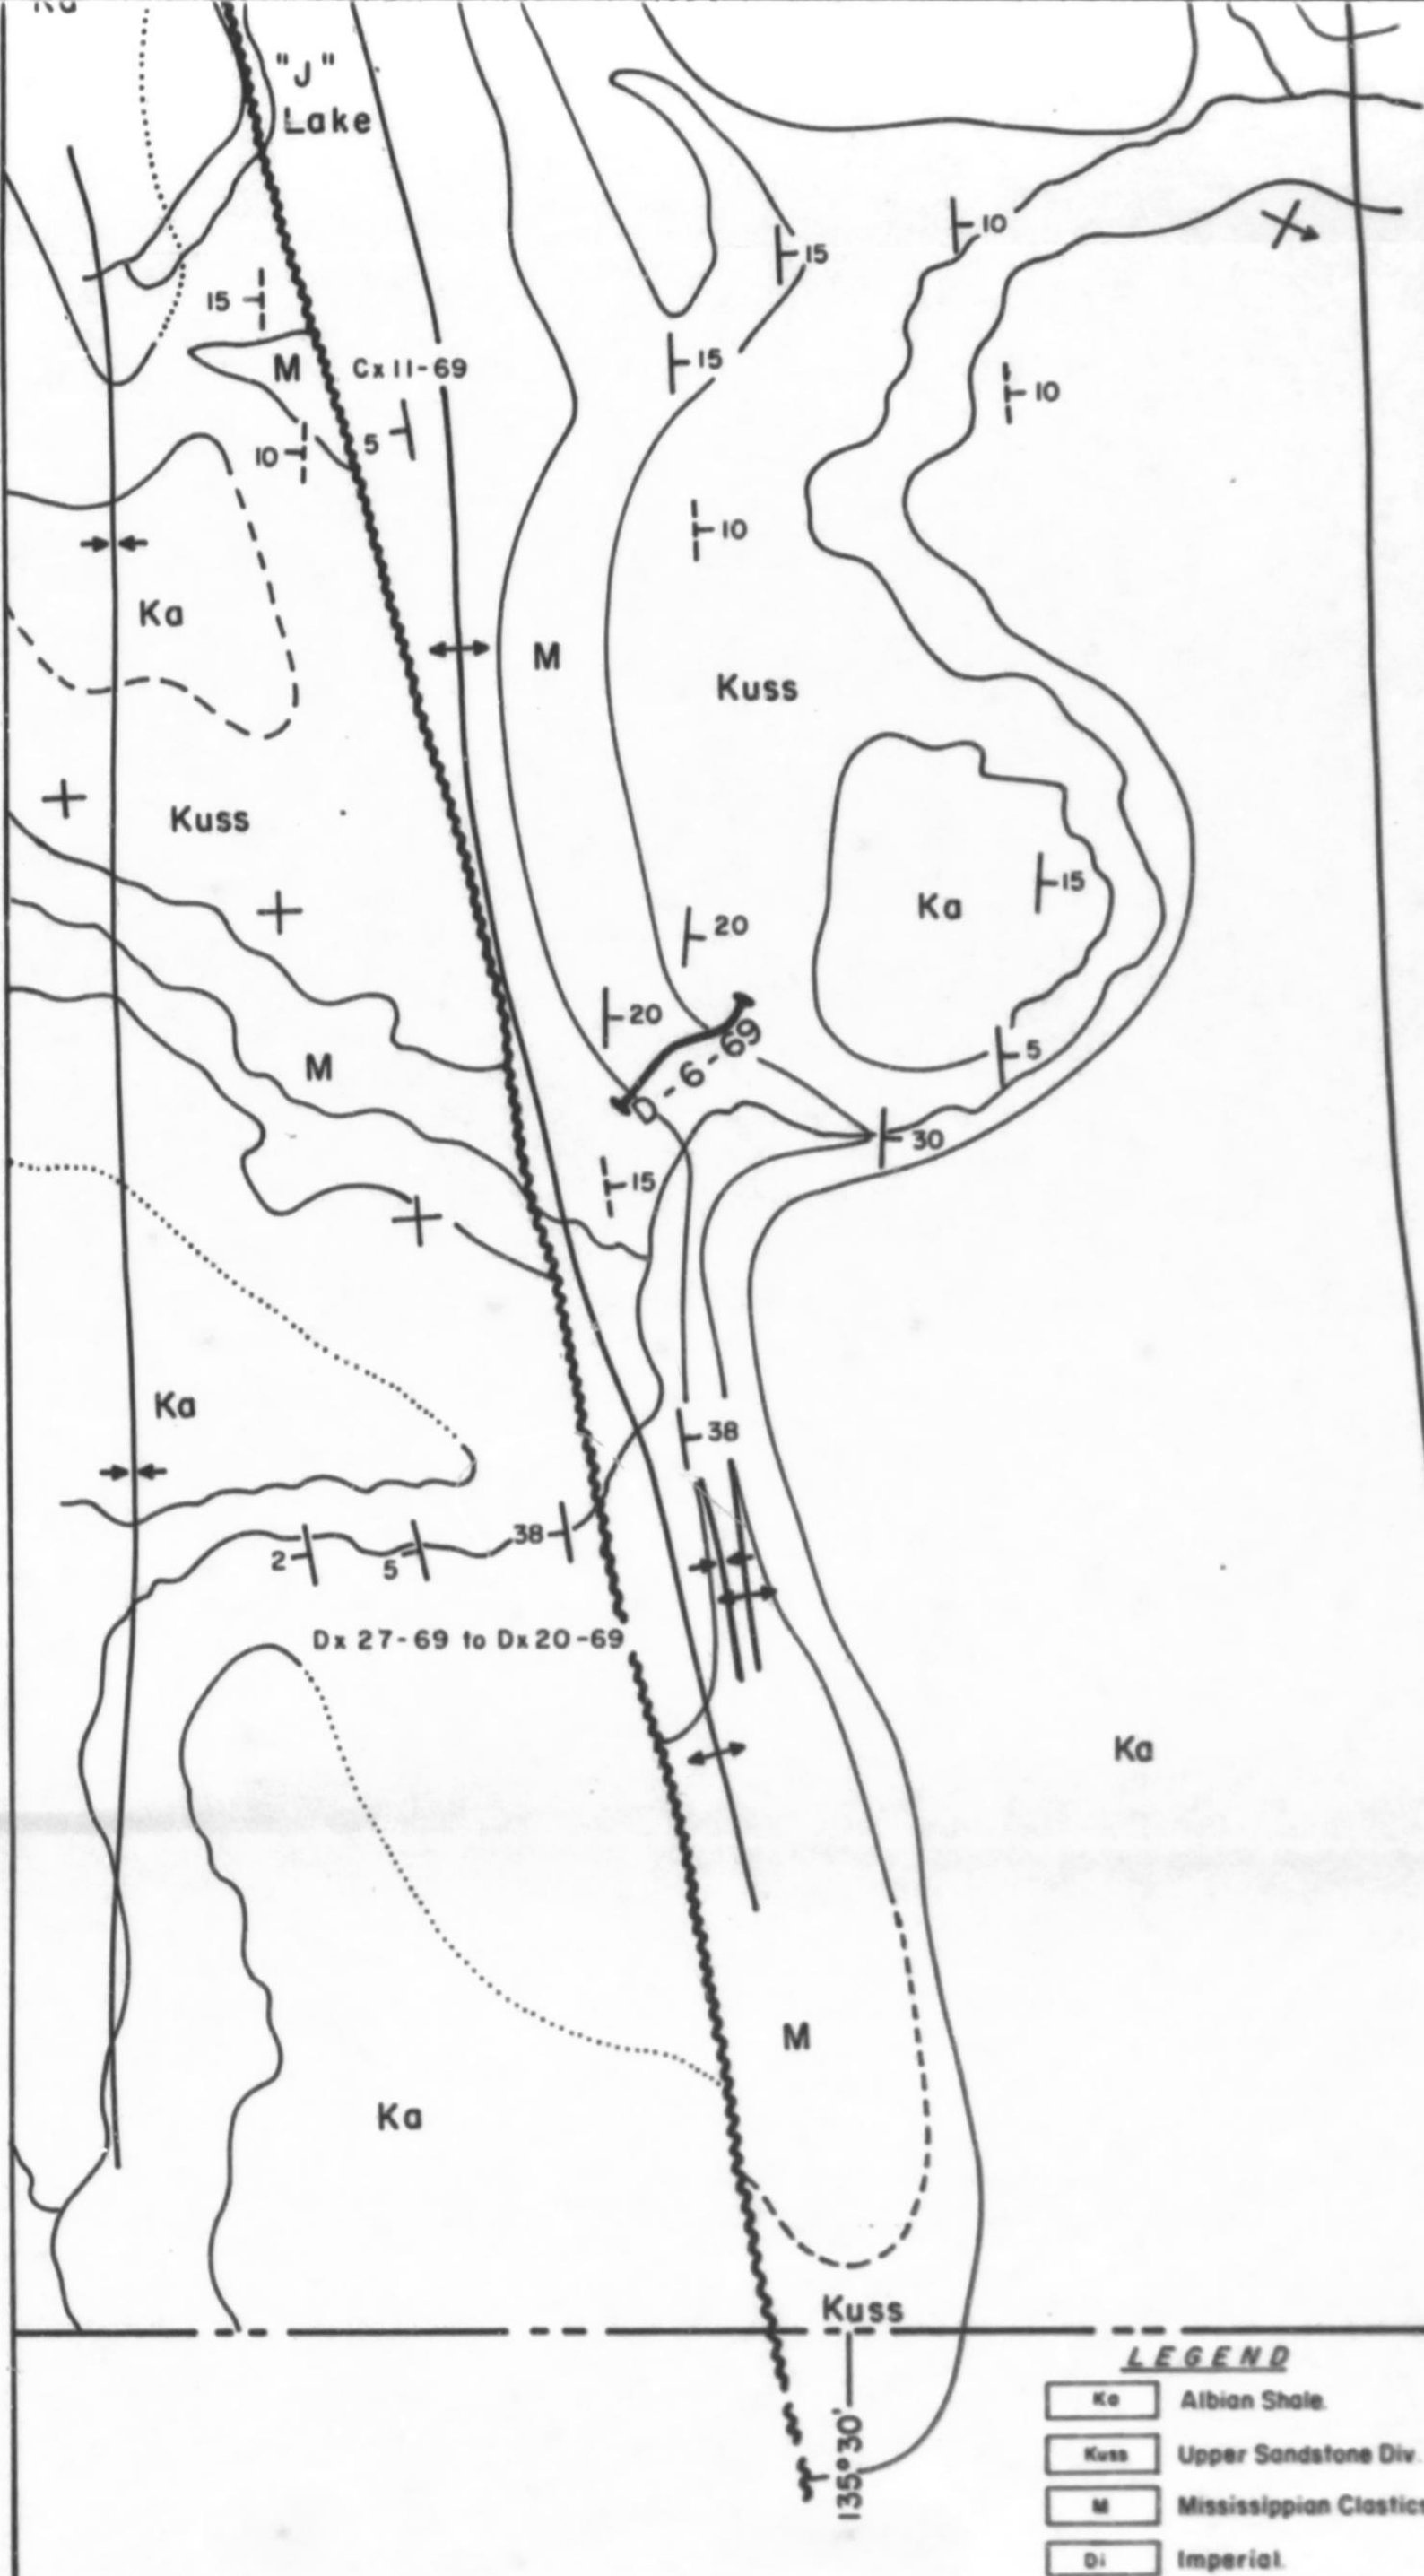 "J"
Lake
10
15
15
15
M
Cx 11-69
10
5
10
10
Ka
M
Kuss
Kuss
15
Ka
20
20
D - 6 - 69
5
M
30
15
Ka
38
38
2
5
Dx 27-69 to Dx 20-69
Ka
M
Ka
Kuss
135° 30'
LEGEND
Ka Albian Shale.
Kuss Upper Sandstone Div.
M Mississippian Clastics
Di Imperial.